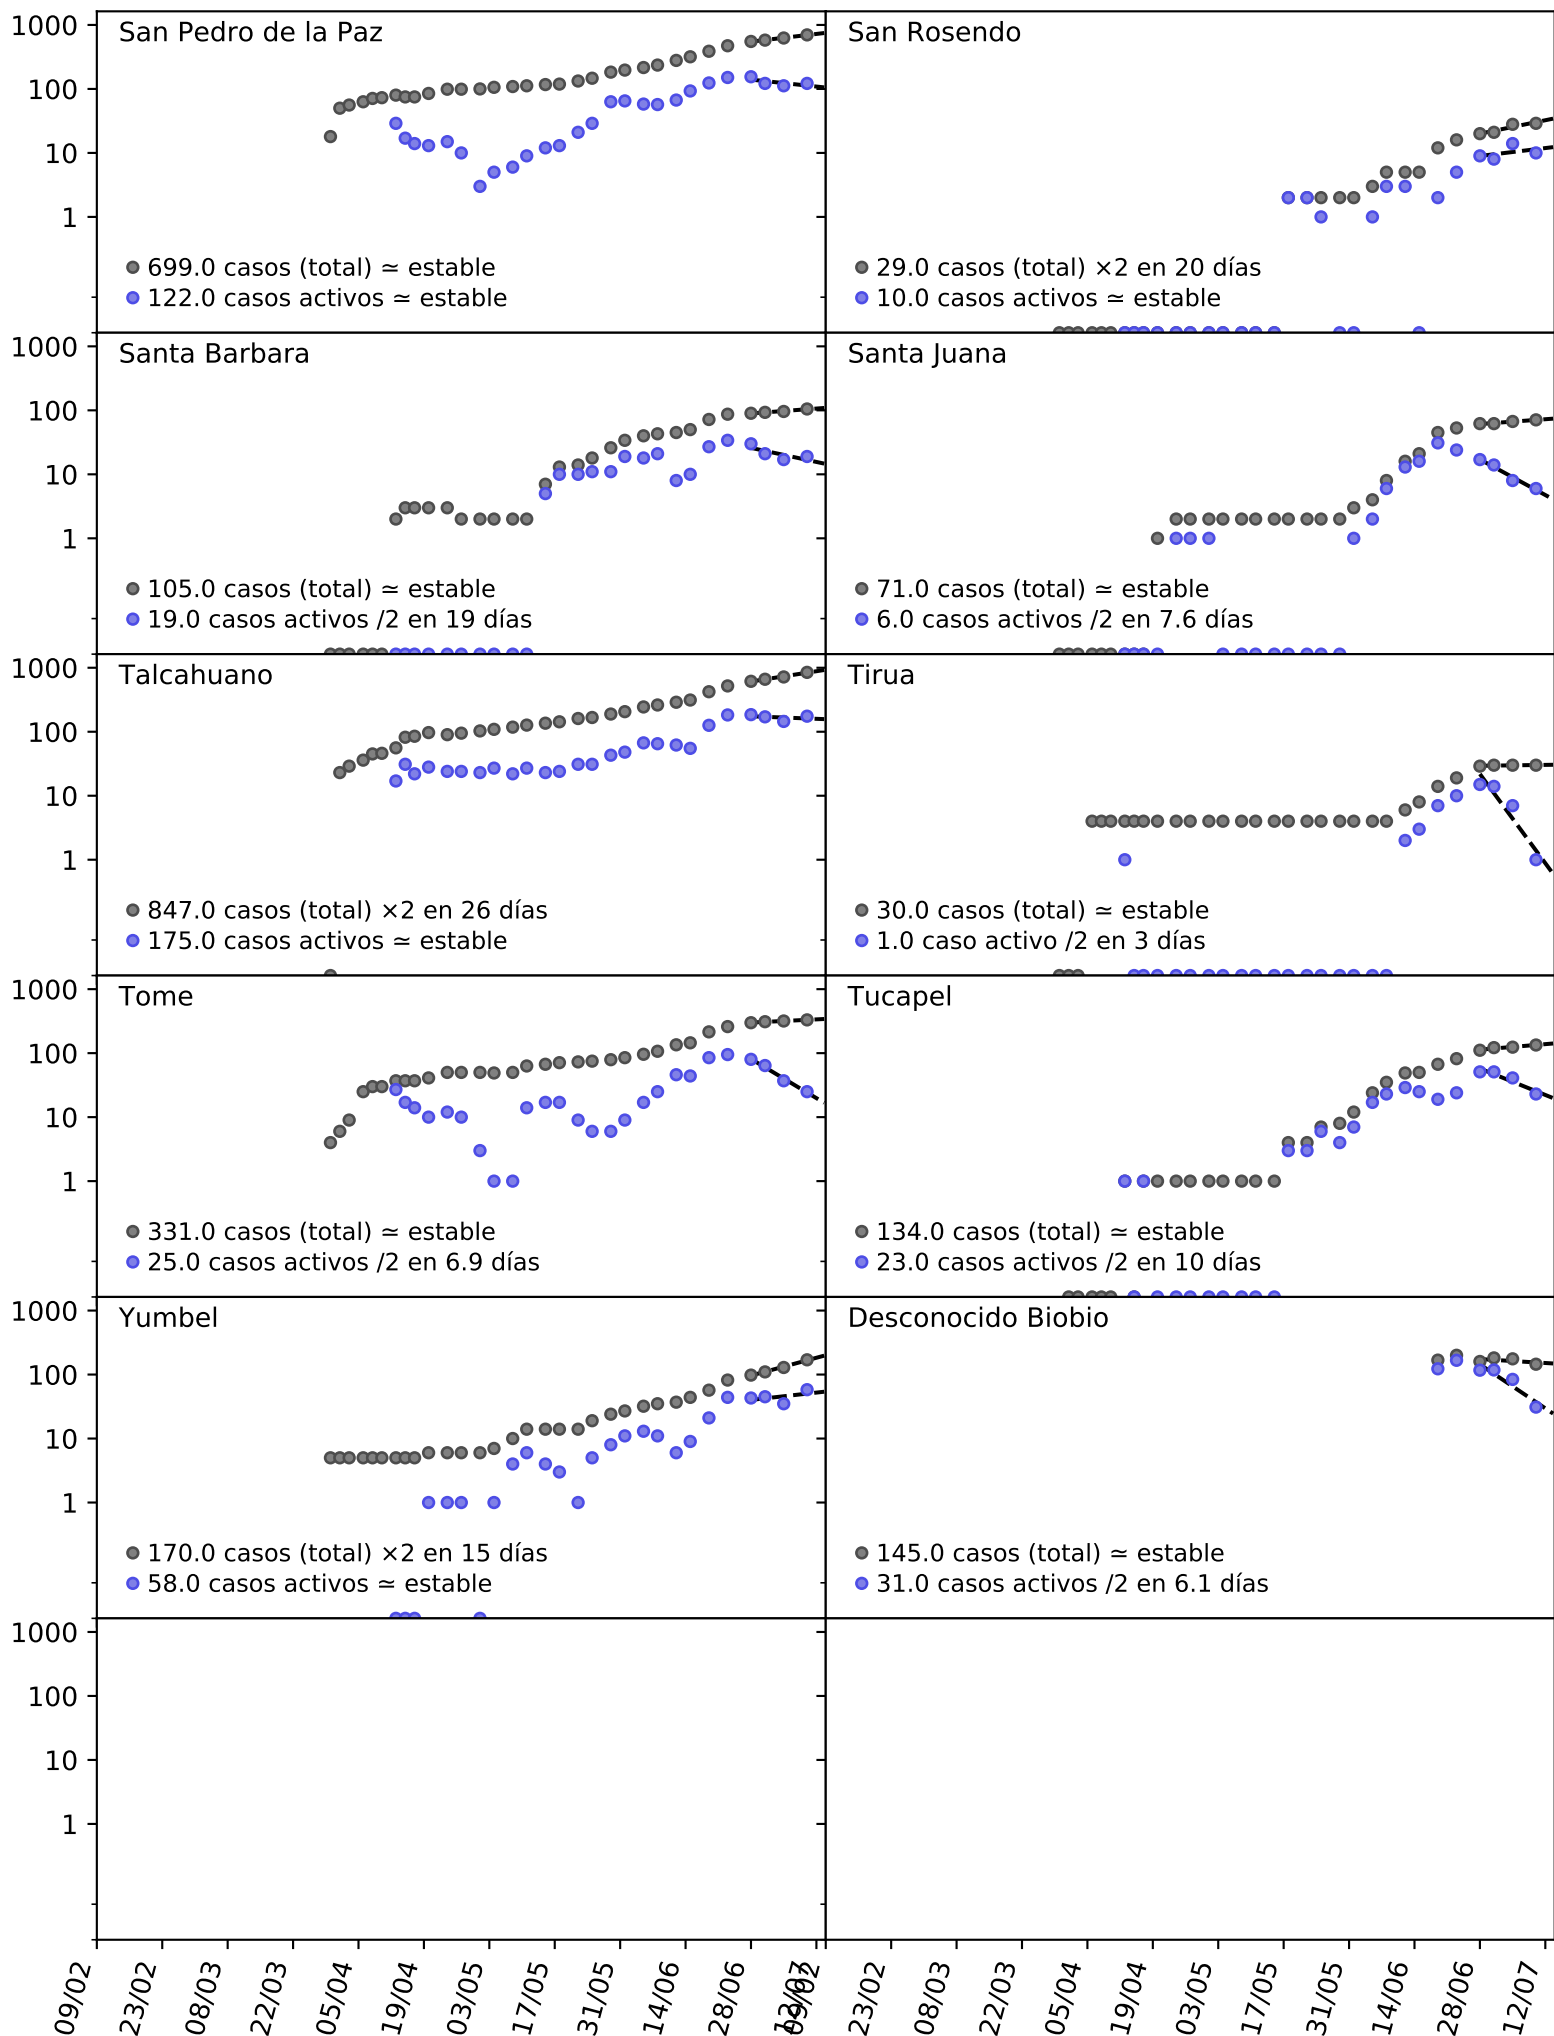 1000
100
10
1
San Pedro de la Paz
699.0 casos (total) ≃ estable
122.0 casos activos ≃ estable
San Rosendo
29.0 casos (total) ×2 en 20 días
10.0 casos activos ≃ estable
1000
100
10
1
Santa Barbara
105.0 casos (total) ≃ estable
19.0 casos activos /2 en 19 días
Santa Juana
71.0 casos (total) ≃ estable
6.0 casos activos /2 en 7.6 días
1000
100
10
1
Talcahuano
847.0 casos (total) ×2 en 26 días
175.0 casos activos ≃ estable
Tirua
30.0 casos (total) ≃ estable
1.0 caso activo /2 en 3 días
1000
100
10
1
Tome
331.0 casos (total) ≃ estable
25.0 casos activos /2 en 6.9 días
Tucapel
134.0 casos (total) ≃ estable
23.0 casos activos /2 en 10 días
1000
100
10
1
Yumbel
170.0 casos (total) ×2 en 15 días
58.0 casos activos ≃ estable
Desconocido Biobio
145.0 casos (total) ≃ estable
31.0 casos activos /2 en 6.1 días
1000
100
10
1
09/02
23/02
08/03
22/03
05/04
19/04
03/05
17/05
31/05
14/06
28/06
12/07
09/02
23/02
08/03
22/03
05/04
19/04
03/05
17/05
31/05
14/06
28/06
12/07